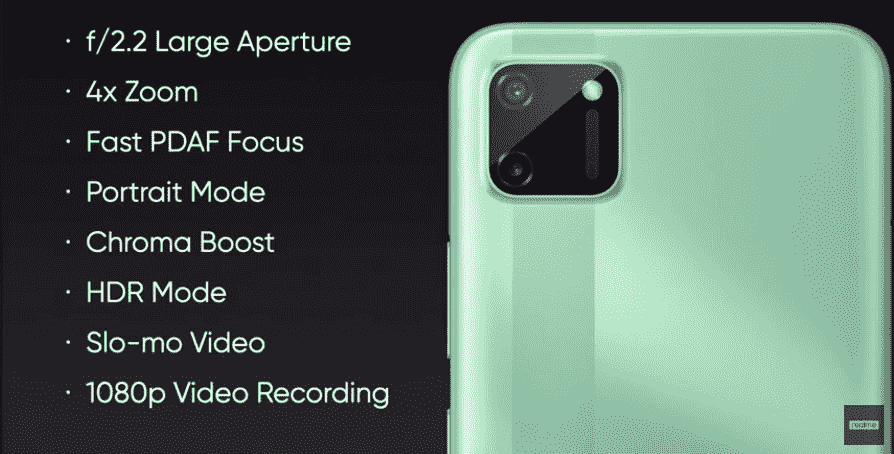 · f/2.2 Large Aperture
· 4x Zoom
· Fast PDAF Focus
· Portrait Mode
· Chroma Boost
· HDR Mode
· Slo-mo Video
· 1080p Video Recording
realme